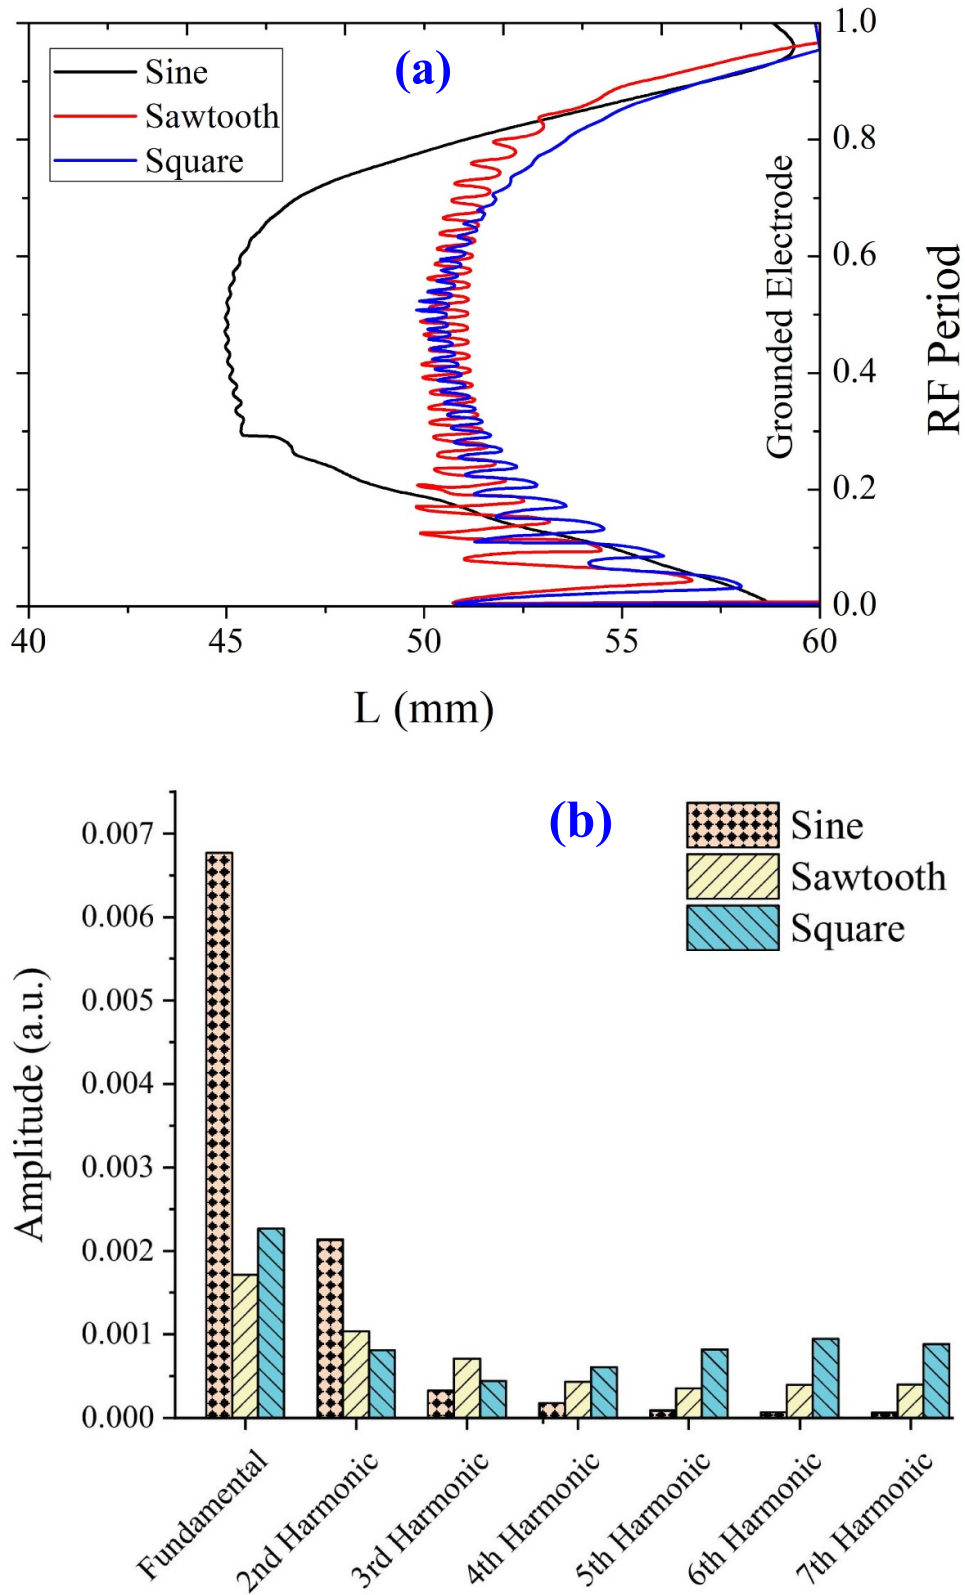 (a)
Sine
Sawtooth
Square
1.0
0.8
0.6
0.4
0.2
0.0
Grounded Electrode
RF Period
40
45
50
55
60
L (mm)
(b)
Sine
Sawtooth
Square
0.007
0.006
0.005
0.004
0.003
0.002
0.001
0.000
Amplitude (a.u.)
Fundamental
2nd Harmonic
3rd Harmonic
4th Harmonic
5th Harmonic
6th Harmonic
7th Harmonic